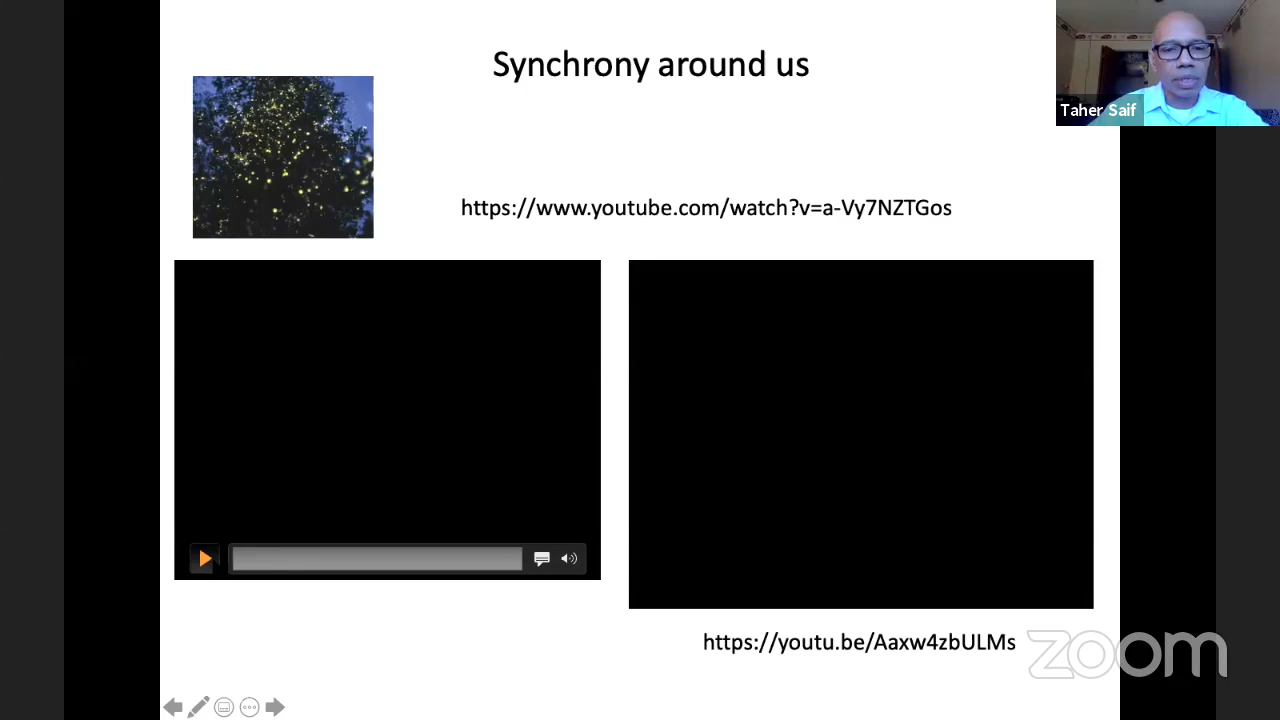 Synchrony around us
Taher Saif
https://www.youtube.com/watch?v=a-Vy7NZTGos
https://youtu.be/Aaxw4zbULMs
zoom